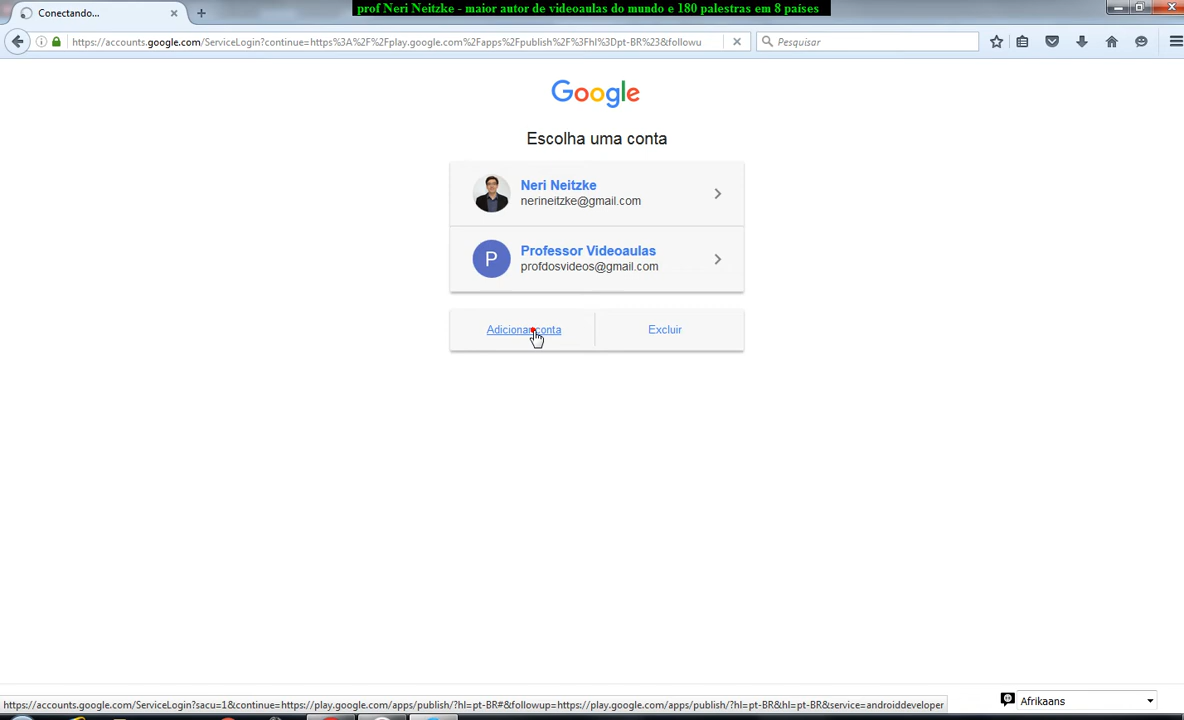 prof Neri Neitzke - maior autor de videoaulas do mundo e 180 palestras em 8 países
Conectando...
https://accounts.google.com/ServiceLogin?continue=https%3A%2F%2Fplay.google.com%2Fapps%2Fpublish%2F%3Fhl%3Dpt-BR%23&followu
Pesquisar
Google
Escolha uma conta
Neri Neitzke
nerineitzke@gmail.com
P
Professor Videoaulas
profdosvideos@gmail.com
Adicionar conta
Excluir
https://accounts.google.com/ServiceLogin?sacu=1&continue=https://play.google.com/apps/publish/?hl=pt-BR#&followup=https://play.google.com/apps/publish/?hl=pt-BR&hl=pt-BR&service=androiddeveloper
Afrikaans